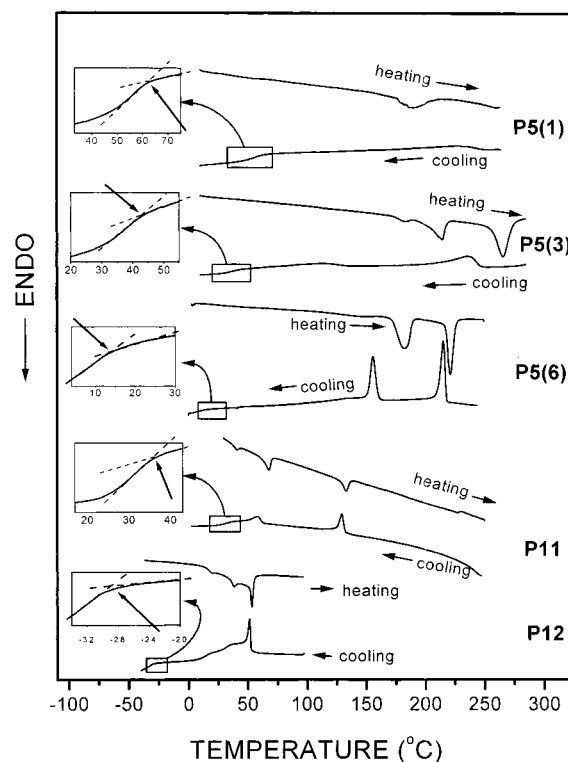 heating
P5(1)
cooling
40 50 60 70
heating
P5(3)
cooling
20 30 40 50
← ENDO
heating
P5(6)
cooling
10 20 30
heating
P11
cooling
20 30 40
heating
P12
cooling
-32 -28 -24 -20
-100 -50 0 50 100 150 200 250 300
TEMPERATURE (°C)